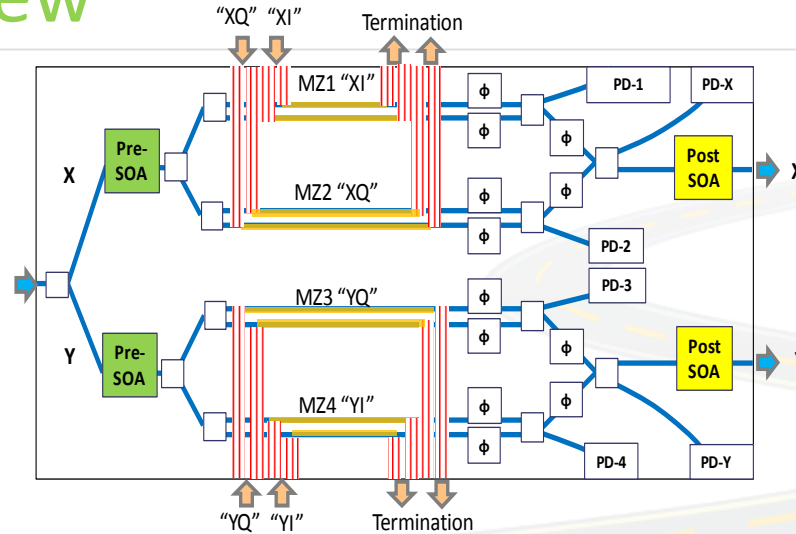 ew
"XQ" "XI" Termination
MZ1 "XI"
ɸ
ɸ
PD-1
PD-X
X
Pre-
SOA
ɸ
Post
SOA
X
MZ2 "XQ"
ɸ
ɸ
ɸ
PD-2
MZ3 "YQ"
ɸ
ɸ
PD-3
Y
Pre-
SOA
ɸ
Post
SOA
MZ4 "YI"
ɸ
ɸ
ɸ
PD-4
PD-Y
"YQ" "YI" Termination